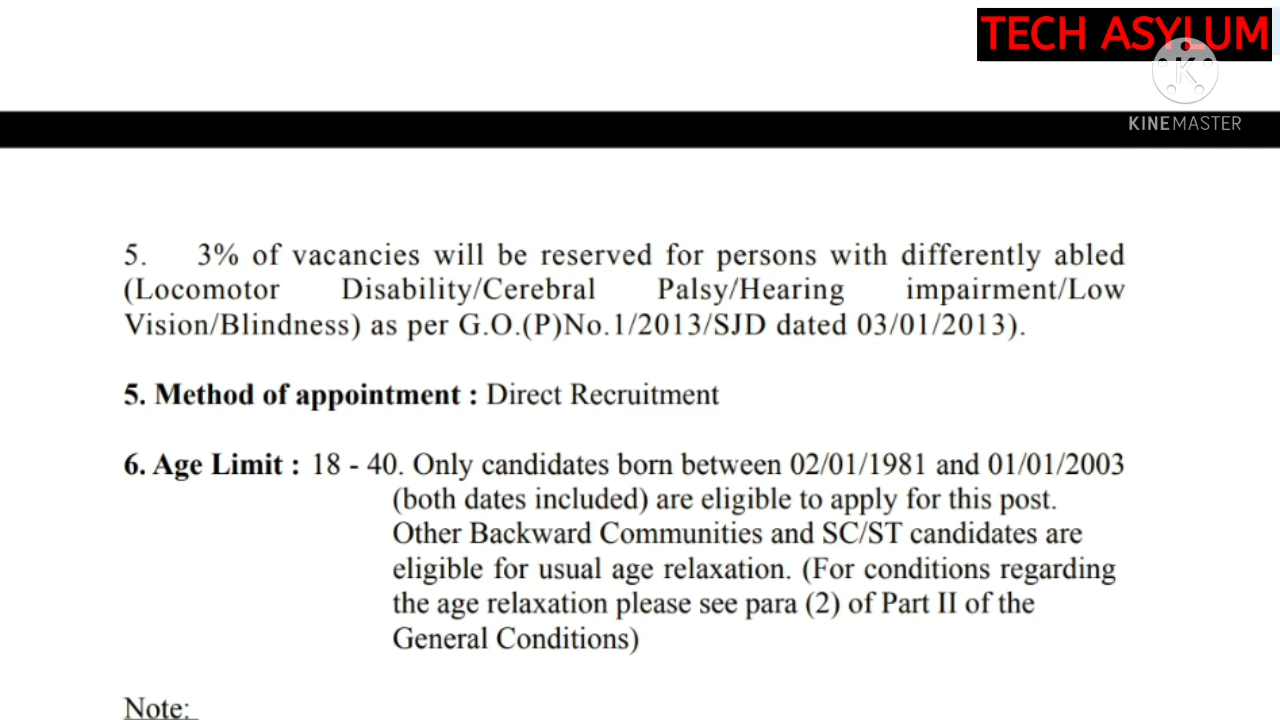 TECH ASYLUM
K
KINEMASTER
5. 3% of vacancies will be reserved for persons with differently abled
(Locomotor Disability/Cerebral Palsy/Hearing impairment/Low
Vision/Blindness) as per G.O.(P)No.1/2013/SJD dated 03/01/2013).
5. Method of appointment : Direct Recruitment
6. Age Limit : 18 - 40. Only candidates born between 02/01/1981 and 01/01/2003
(both dates included) are eligible to apply for this post.
Other Backward Communities and SC/ST candidates are
eligible for usual age relaxation. (For conditions regarding
the age relaxation please see para (2) of Part II of the
General Conditions)
Note: